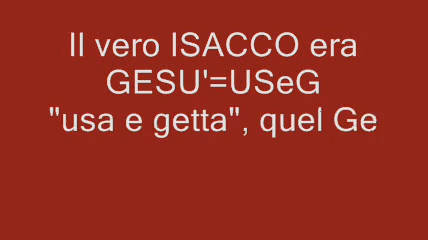 Il vero ISACCO era
GESU'=USeG
"usa e getta", quel Ge